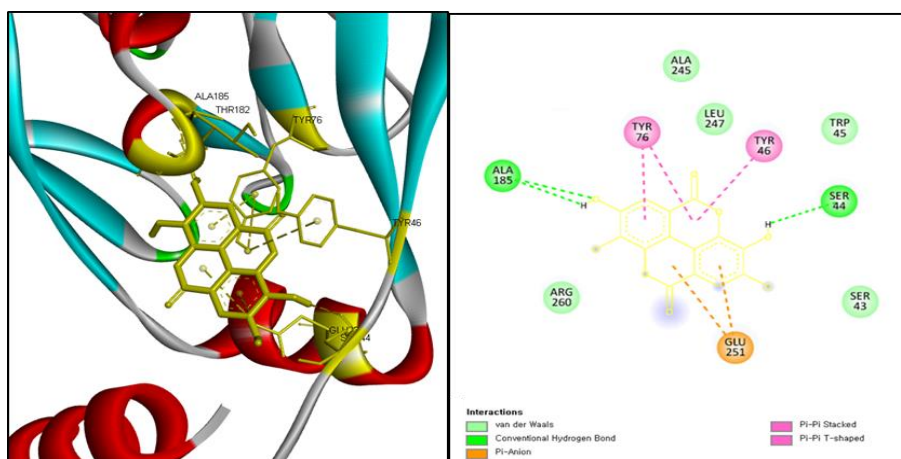 ALA185
THR182
TYR76
TYR46
ALA
245
LEU
247
TRP
45
TYR
76
TYR
46
ALA
185
SER
44
H
H
ARG
260
SER
43
GLU
251
Interactions
van der Waals
Conventional Hydrogen Bond
Pi-Anion
Pi-Pi Stacked
Pi-Pi T-shaped